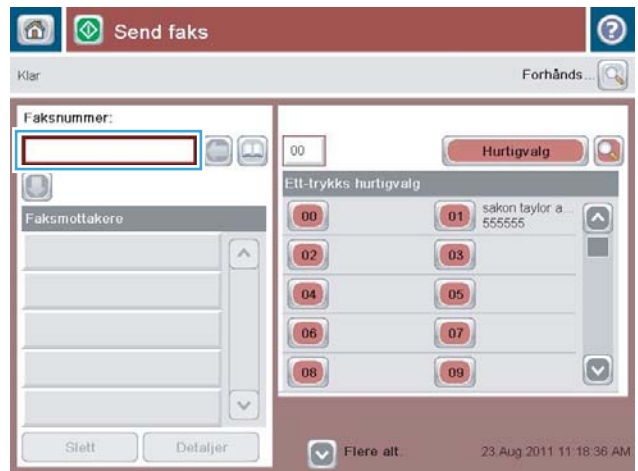 Send faks
Klar
Forhånds...
Faksnummer:
00
Hurtigvalg
Ett-trykks hurtigvalg
Faksmottakere
00
01 sakon taylor a...
555555
02
03
04
05
06
07
08
09
Slett
Detaljer
Flere alt.
23.Aug 2011 11:18:36 AM